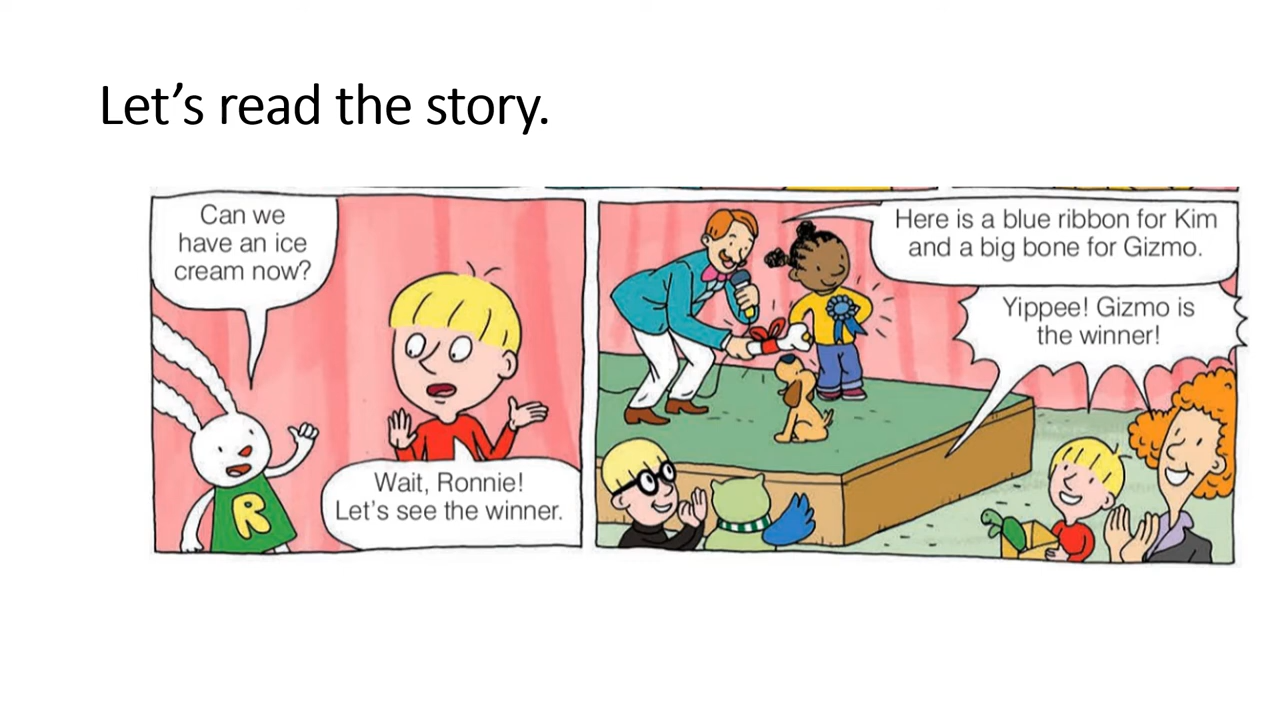 Let's read the story.
Can we
have an ice
cream now?
R
Wait, Ronnie!
Let's see the winner.
Here is a blue ribbon for Kim
and a big bone for Gizmo.
Yippee! Gizmo is
the winner!